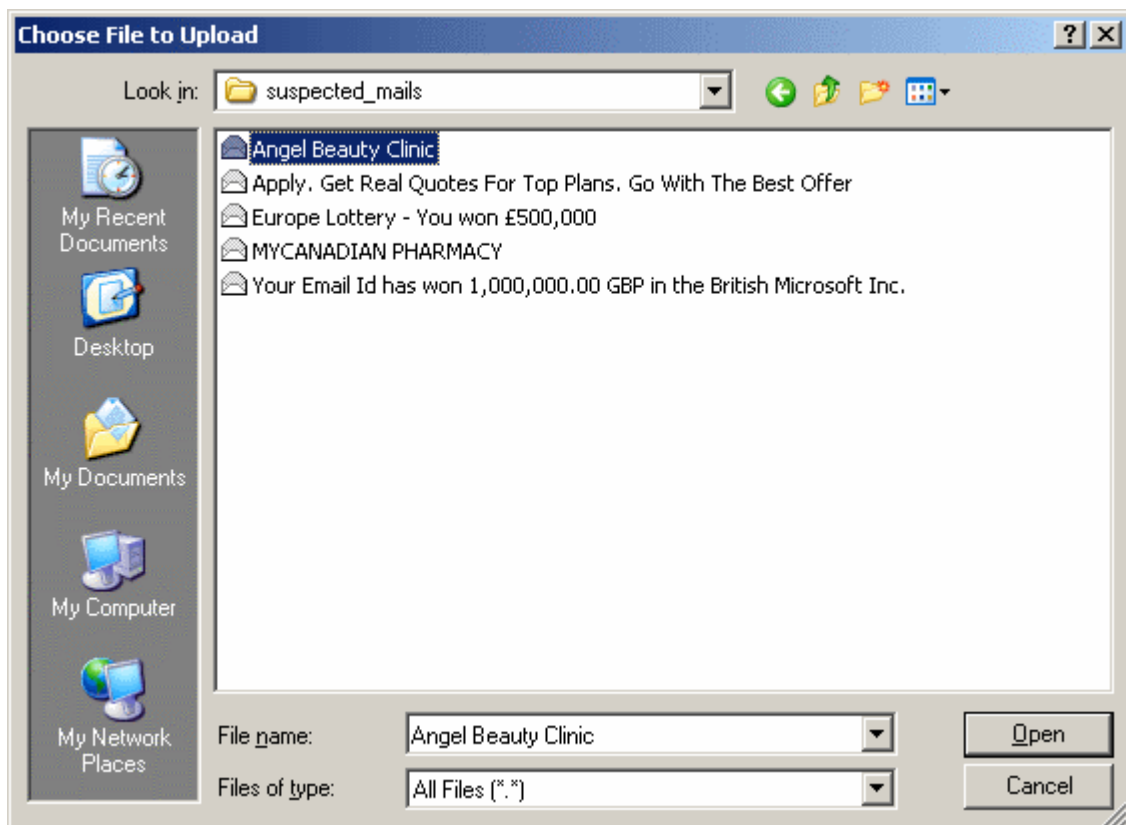 Choose File to Upload
Look in: suspected_mails
My Recent
Documents
Desktop
My Documents
My Computer
My Network
Places
Angel Beauty Clinic
Apply. Get Real Quotes For Top Plans. Go With The Best Offer
Europe Lottery - You won £500,000
MYCANADIAN PHARMACY
Your Email Id has won 1,000,000.00 GBP in the British Microsoft Inc.
File name: Angel Beauty Clinic Open
Files of type: All Files (*.*) Cancel